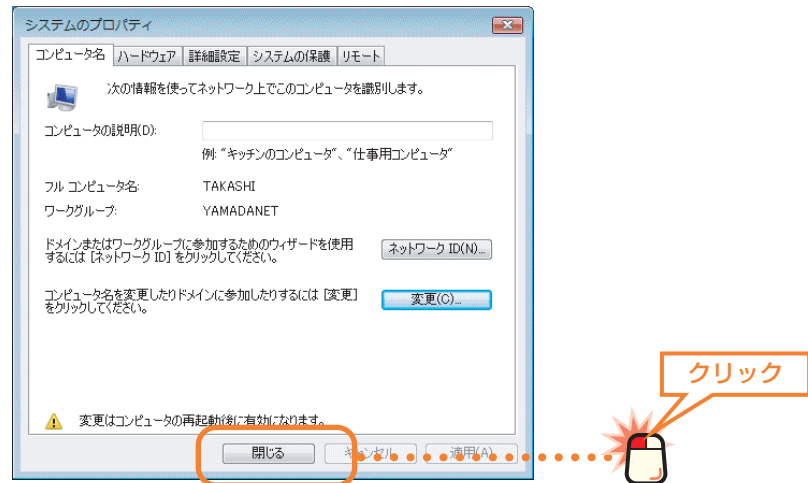 システムのプロパティ
コンピュータ名 ハードウェア 詳細設定 システムの保護 リモート
次の情報を使ってネットワーク上でこのコンピュータを識別します。
コンピュータの説明(D):
例: "キッチンのコンピュータ"、"仕事用コンピュータ"
フル コンピュータ名: TAKASHI
ワークグループ: YAMADANET
ドメインまたはワークグループに参加するためのウィザードを使用
するには [ネットワーク ID] をクリックしてください。
ネットワーク ID(N)...
コンピュータ名を変更したりドメインに参加したりするには [変更]
をクリックしてください。
変更(C)...
クリック
変更はコンピュータの再起動後に有効になります。
閉じる キャンセル 適用(A)